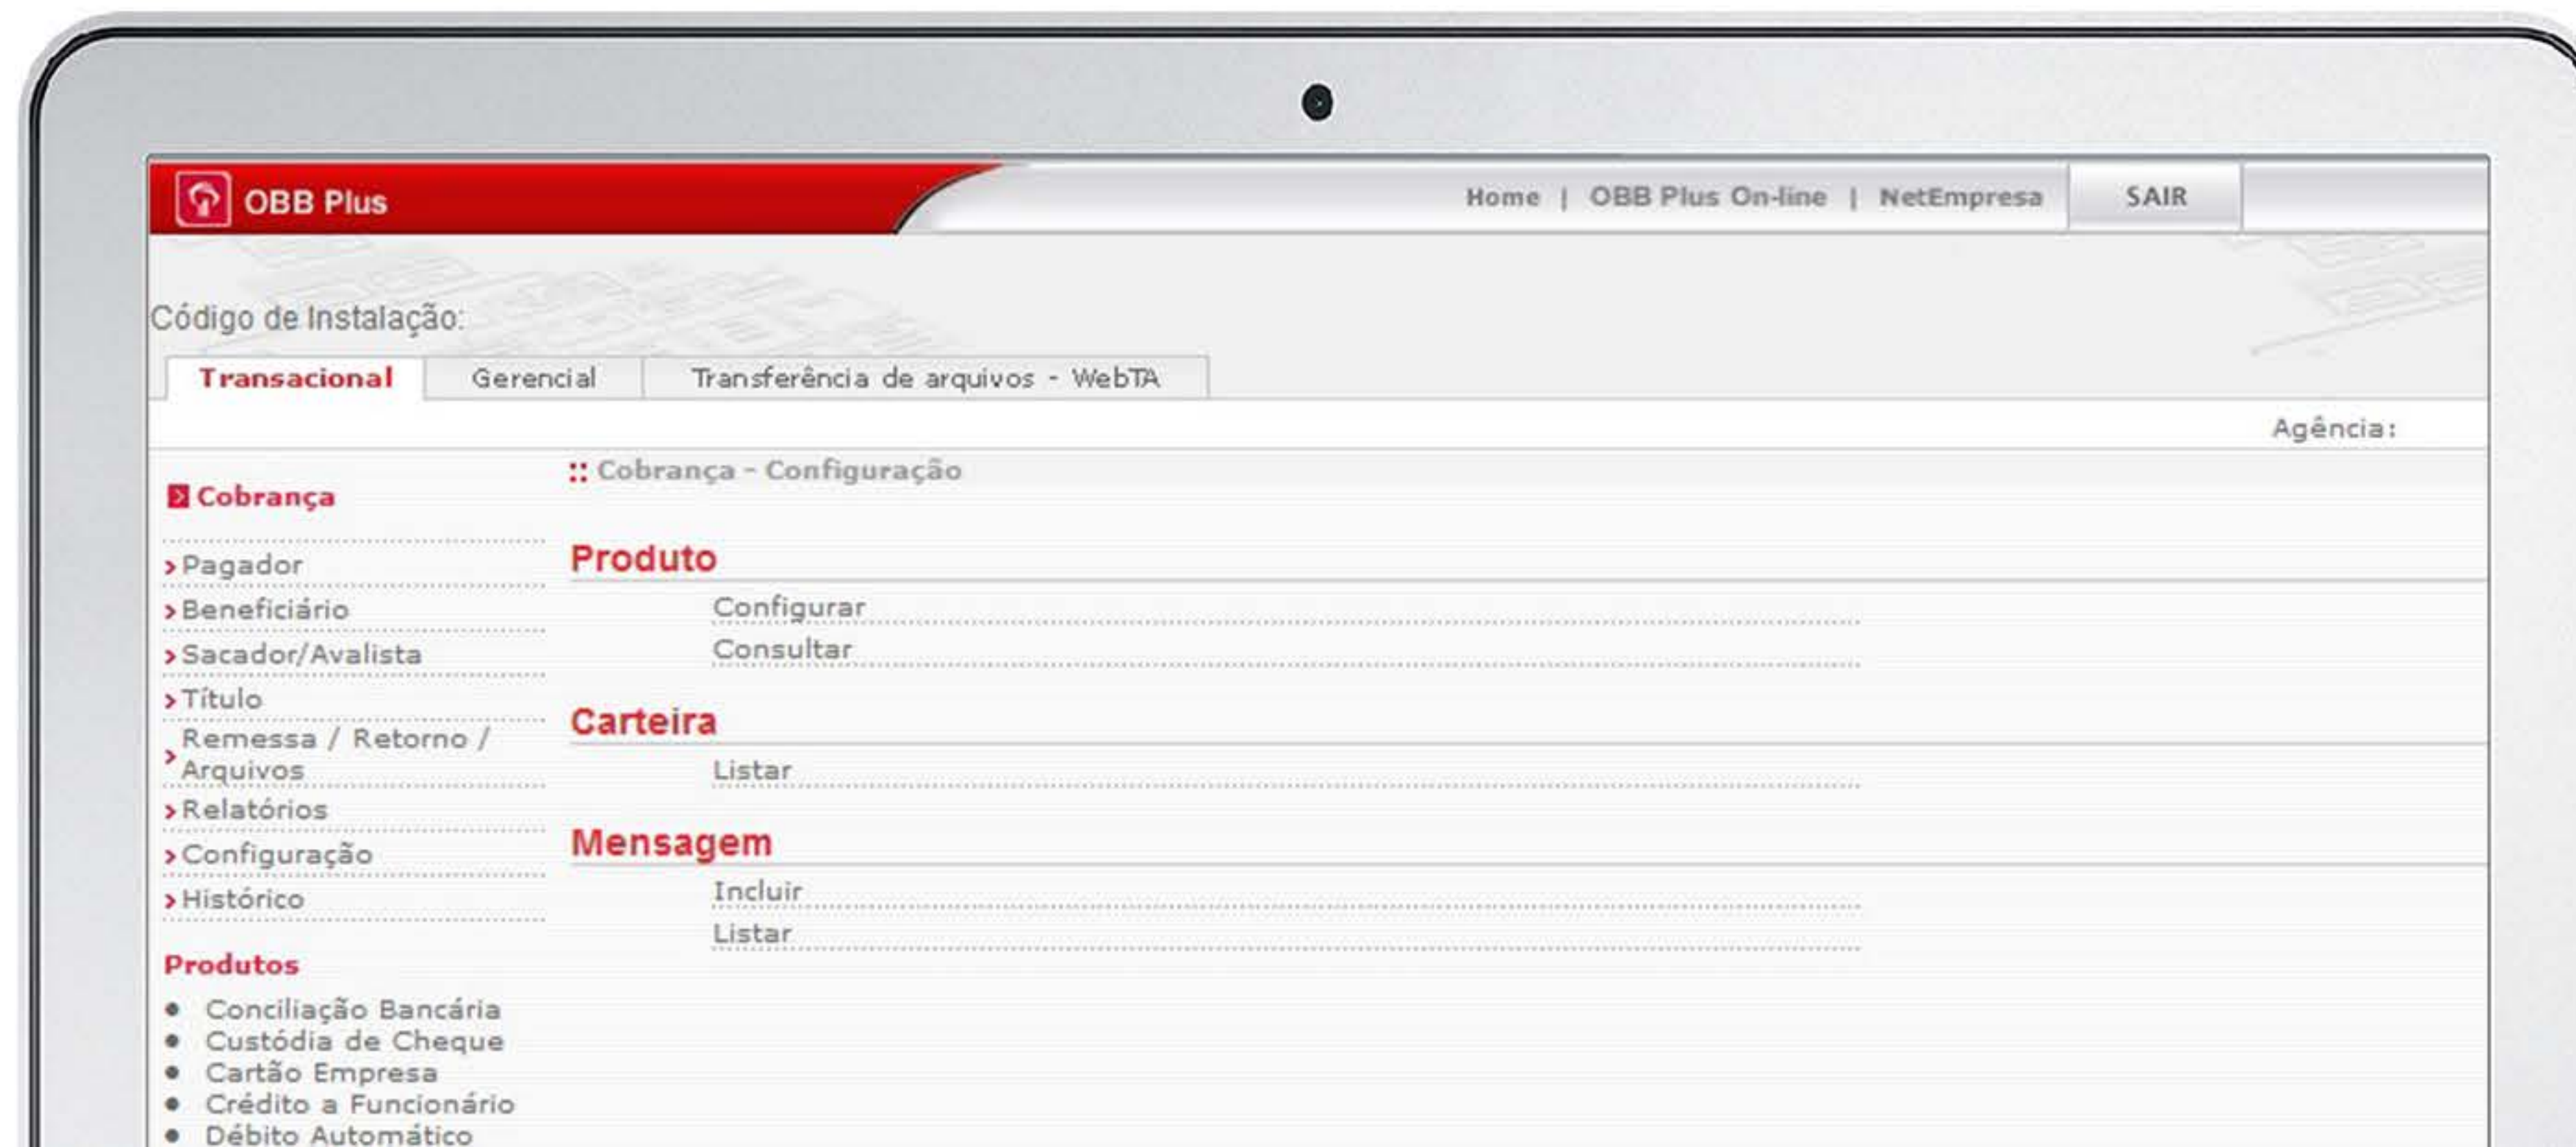 OBB Plus
Home | OBB Plus On-line | NetEmpresa
SAIR
Código de Instalação:
Transacional
Gerencial
Transferência de arquivos - WebTA
Agência:
Cobrança
Pagador
Beneficiário
Sacador/Avalista
Título
Remessa / Retorno /
Arquivos
Relatórios
Configuração
Histórico
Produtos
Conciliação Bancária
Custódia de Cheque
Cartão Empresa
Crédito a Funcionário
Débito Automático
:: Cobrança - Configuração
Produto
Configurar
Consultar
Carteira
Listar
Mensagem
Incluir
Listar